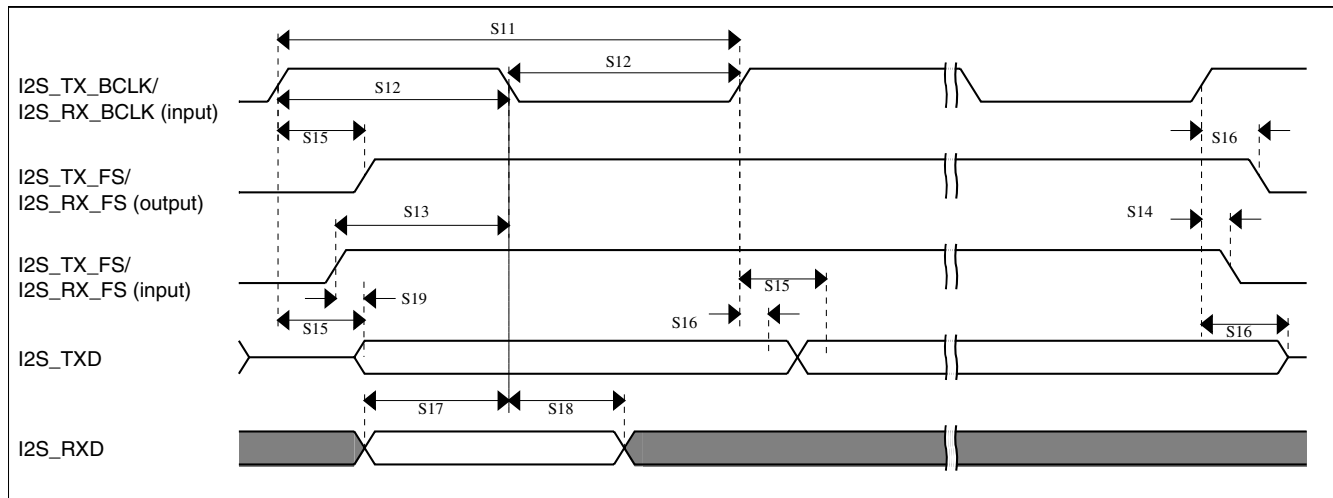 S11
S12
I2S_TX_BCLK/
I2S_RX_BCLK (input)
S12
S15
S16
I2S_TX_FS/
I2S_RX_FS (output)
S13
S14
I2S_TX_FS/
I2S_RX_FS (input)
S15
S19
S16
S15
S16
I2S_TXD
S17
S18
I2S_RXD